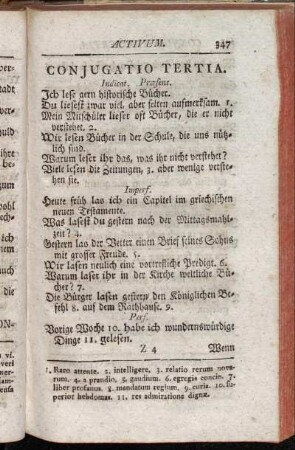 ACTIVUM. 347
CONJUGATIO TERTIA.
Indicat. Præsens.
Ich lese gern historische Bücher.
Du liesest zwar viel aber selten aufmerksam. 1.
Mein Mitschüler lieset oft Bücher, die er nicht
verstehet. 2.
Wir lesen Bücher in der Schule, die uns nütz-
lich sind.
Warum leset ihr das, was ihr nicht verstehet?
Viele lesen die Zeitungen, 3. aber wenige verste-
hen sie.
Imperf.
Heute früh las ich ein Capitel im griechischen
neuen Testamente.
Was lasest du gestern nach der Mittagsmahl-
zeit? 4.
Gestern las der Vetter einen Brief seines Sohns
mit grosser Freude. 5.
Wir lasen neulich eine vortrefliche Predigt. 6.
Warum laset ihr in der Kirche weltliche Bü-
cher? 7.
Die Bürger lasen gestern den Königlichen Be-
fehl 8. auf dem Rathhause. 9.
Perf.
Vorige Woche 10. habe ich wundernswürdige
Dinge 11. gelesen.
Z 4 Wenn
1. Raro attente. 2. intelligere. 3. relatio rerum nova-
rum. 4. a prandio. 5. gaudium. 6. egregia concio. 7.
liber profanus. 8. mandatum regium. 9. curia. 10. su-
perior hebdomas. 11. res admiratione dignæ.